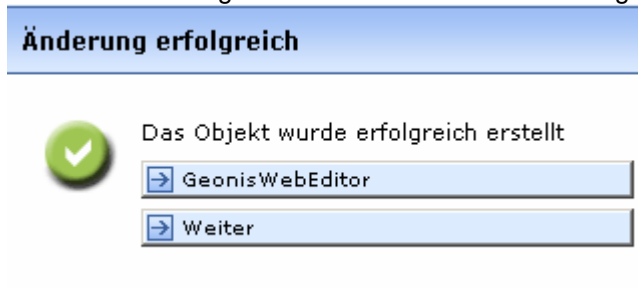 Änderung erfolgreich
Das Objekt wurde erfolgreich erstellt
GeonisWebEditor
Weiter